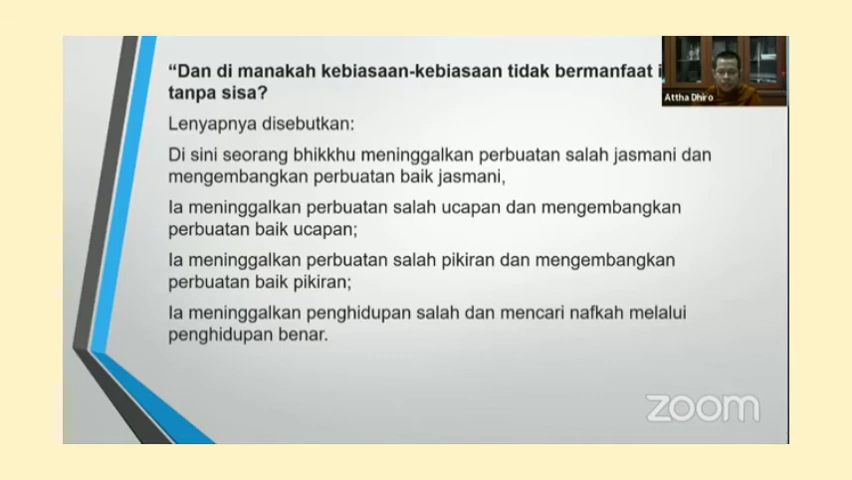 “Dan di manakah kebiasaan-kebiasaan tidak bermanfaat
tanpa sisa?
Lenyapnya disebutkan:
Di sini seorang bhikkhu meninggalkan perbuatan salah jasmani dan
mengembangkan perbuatan baik jasmani,
Ia meninggalkan perbuatan salah ucapan dan mengembangkan
perbuatan baik ucapan;
Ia meninggalkan perbuatan salah pikiran dan mengembangkan
perbuatan baik pikiran;
Ia meninggalkan penghidupan salah dan mencari nafkah melalui
penghidupan benar.
Attha Dhiro
zoom